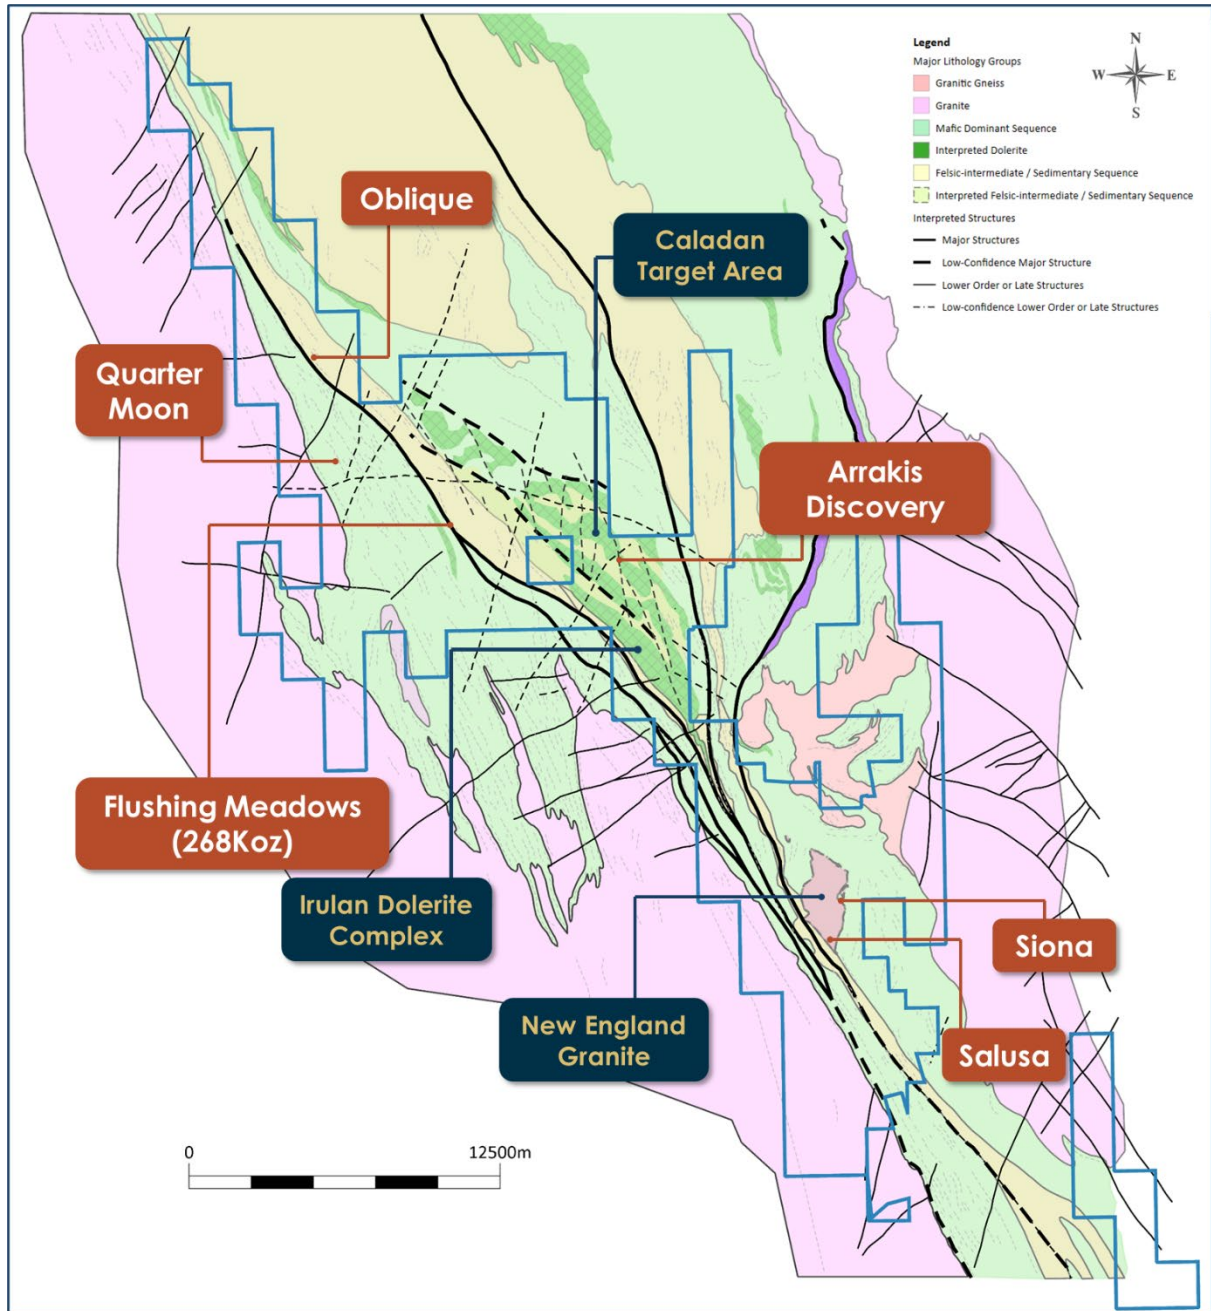 Legend
Major Lithology Groups
Granitic Gneiss
Granite
Mafic Dominant Sequence
Interpreted Dolerite
Felsic-intermediate / Sedimentary Sequence
Interpreted Felsic-intermediate / Sedimentary Sequence
Interpreted Structures
Major Structures
Low-Confidence Major Structure
Lower Order or Late Structures
Low-confidence Lower Order or Late Structures
N
W
E
S
Oblique
Caladan
Target Area
Quarter
Moon
Arrakis
Discovery
Flushing Meadows
(268Koz)
Irulan Dolerite
Complex
Siona
New England
Granite
Salusa
0
12500m